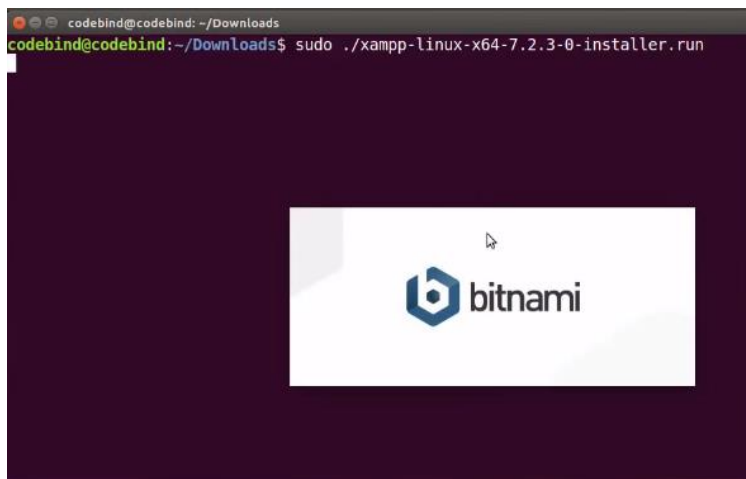 codebind@codebind: ~/Downloads
codebind@codebind:~/Downloads$ sudo ./xampp-linux-x64-7.2.3-0-installer.run
bitnami